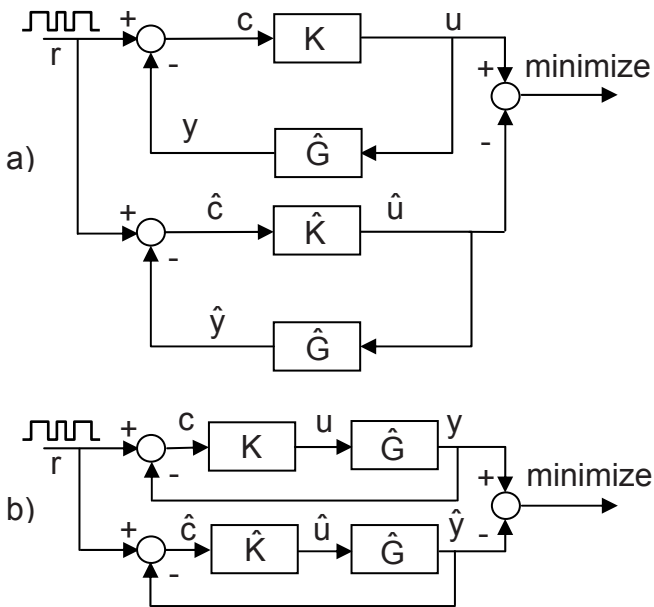 + c K u
r - + minimize
y Ĝ -
a)
+ ĉ K̂ û
-
ŷ Ĝ
+ c K u Ĝ y
r - + minimize
b) + ĉ K̂ û Ĝ ŷ -
-